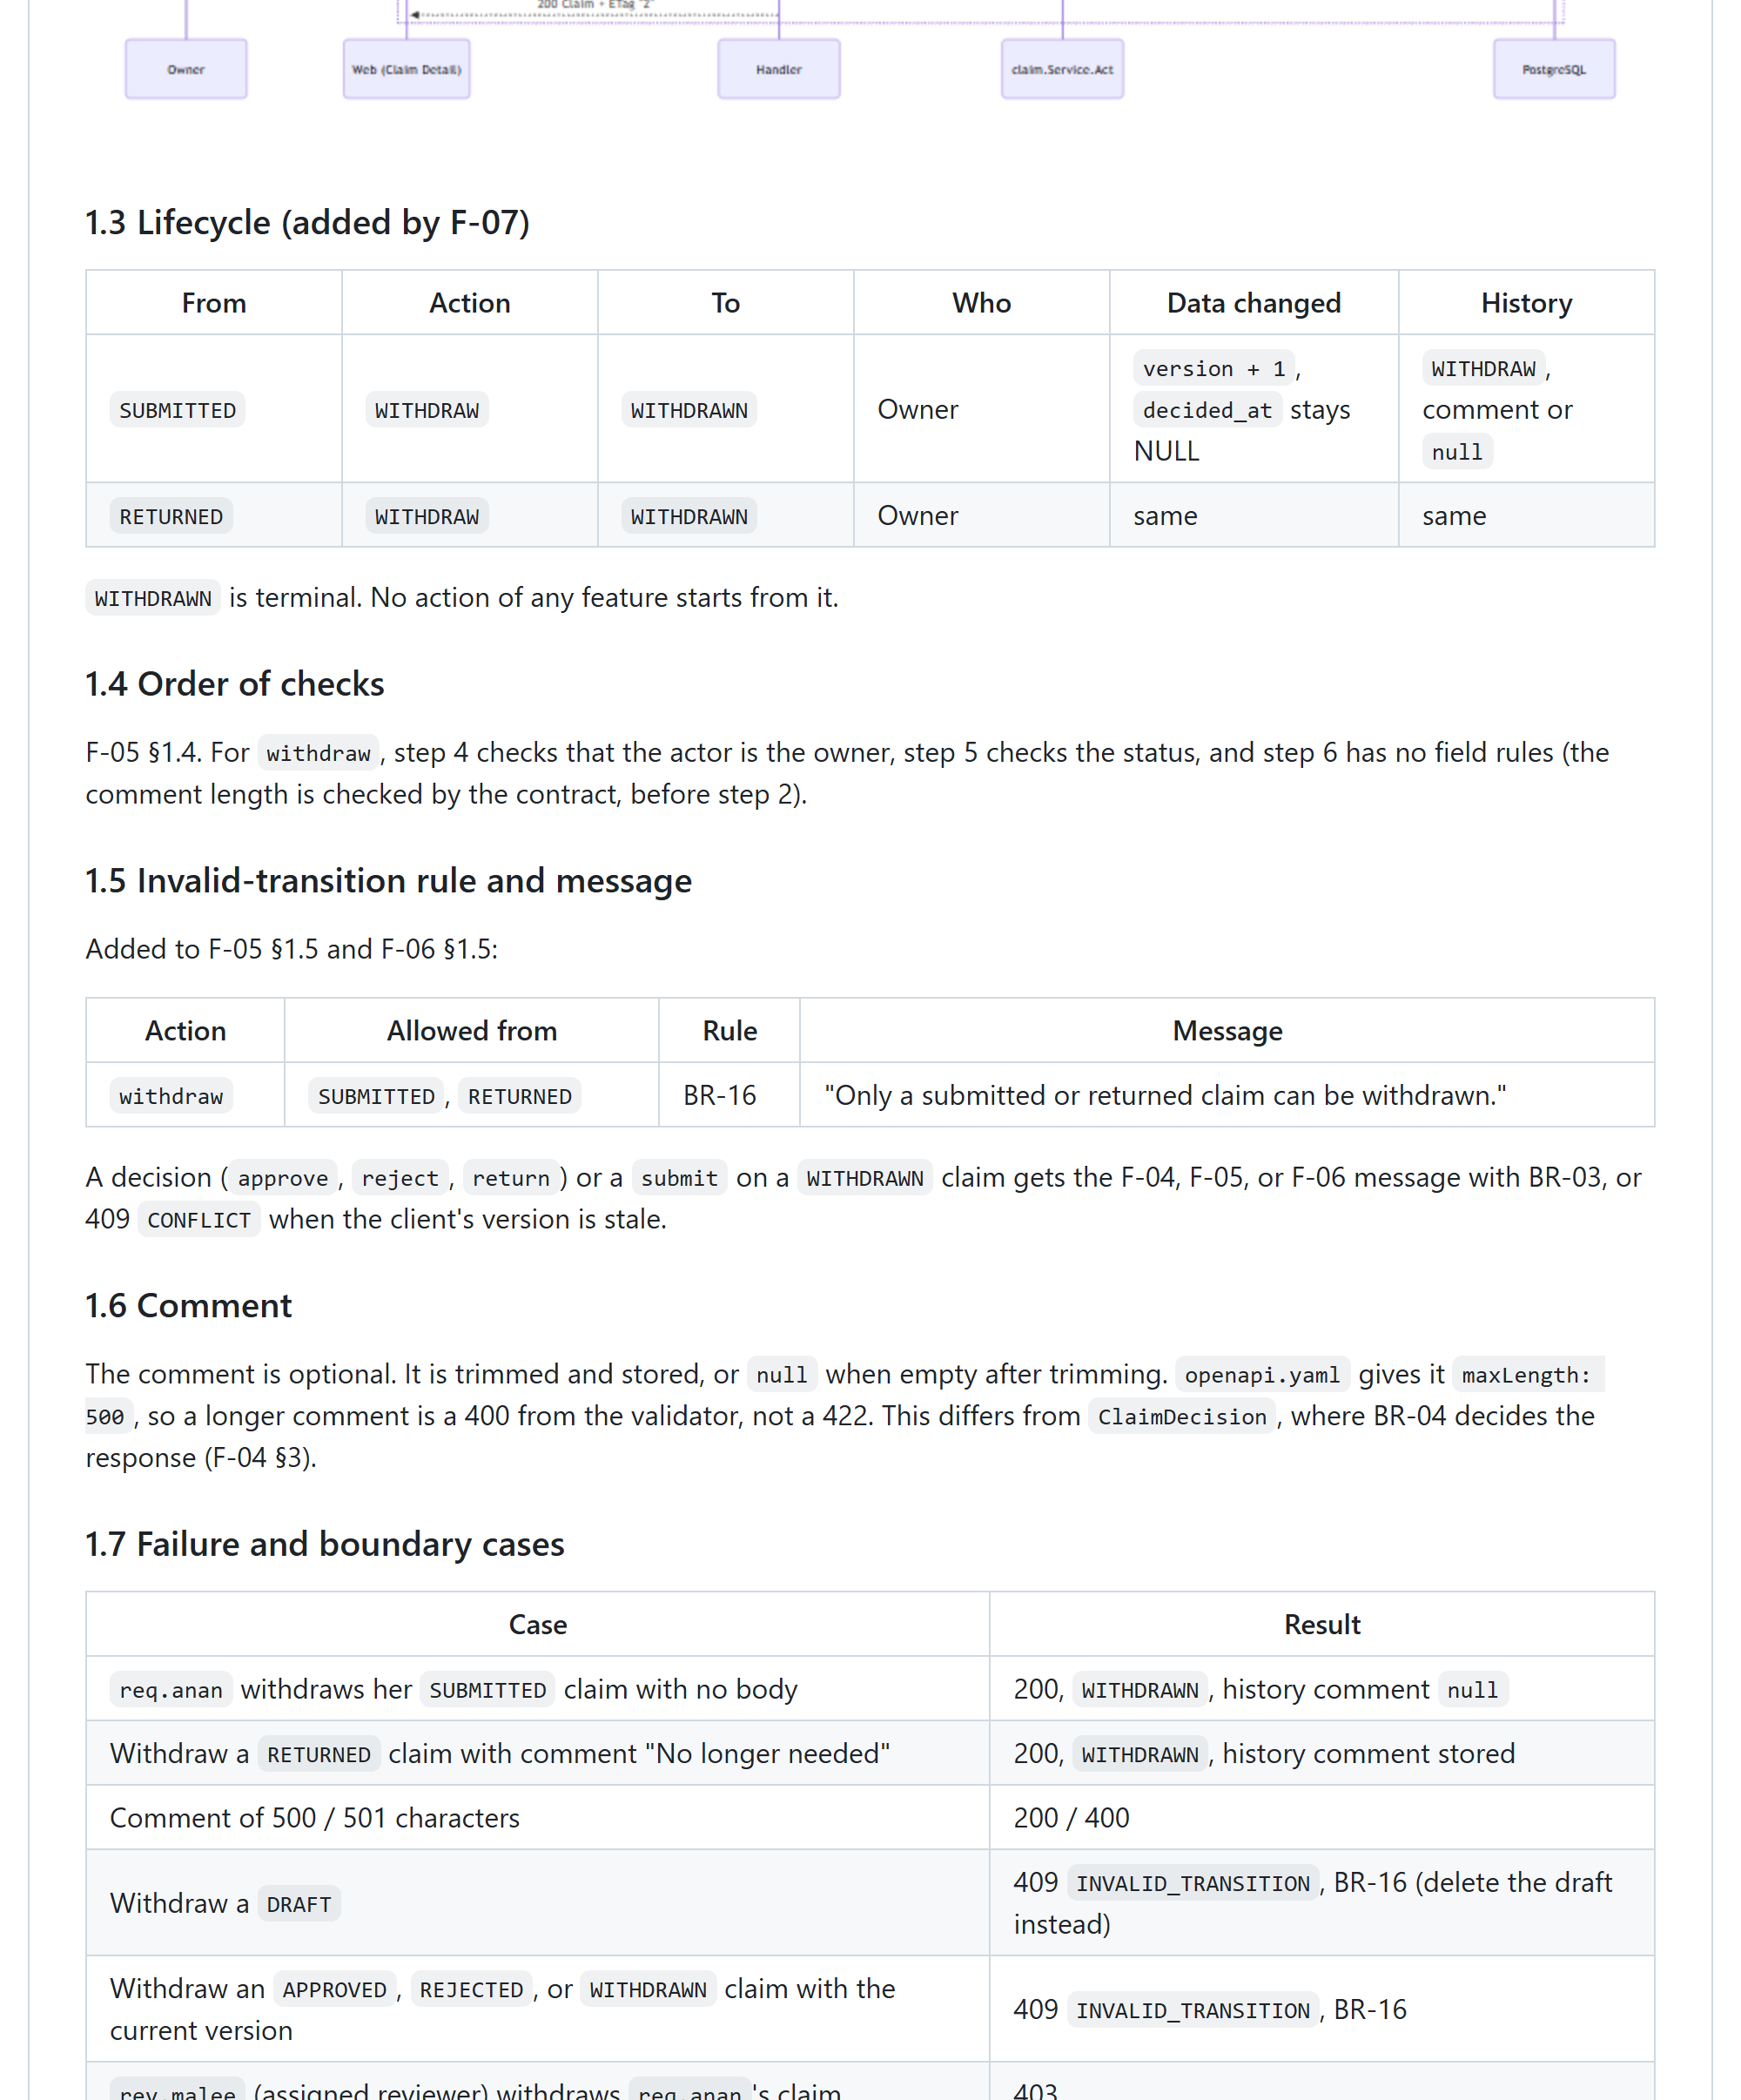 200 Claim + ETag "2"
Owner
Web (Claim Detail)
Handler
claim.Service.Act
PostgreSQL
1.3 Lifecycle (added by F-07)
From Action To Who Data changed History
SUBMITTED WITHDRAW WITHDRAWN Owner version + 1, decided_at stays NULL WITHDRAW, comment or null
RETURNED WITHDRAW WITHDRAWN Owner same same
WITHDRAWN is terminal. No action of any feature starts from it.
1.4 Order of checks
F-05 §1.4. For withdraw, step 4 checks that the actor is the owner, step 5 checks the status, and step 6 has no field rules (the
comment length is checked by the contract, before step 2).
1.5 Invalid-transition rule and message
Added to F-05 §1.5 and F-06 §1.5:
Action Allowed from Rule Message
withdraw SUBMITTED, RETURNED BR-16 "Only a submitted or returned claim can be withdrawn."
A decision (approve, reject, return) or a submit on a WITHDRAWN claim gets the F-04, F-05, or F-06 message with BR-03, or
409 CONFLICT when the client's version is stale.
1.6 Comment
The comment is optional. It is trimmed and stored, or null when empty after trimming. openapi.yaml gives it maxLength:
500, so a longer comment is a 400 from the validator, not a 422. This differs from ClaimDecision, where BR-04 decides the
response (F-04 §3).
1.7 Failure and boundary cases
Case Result
req.anan withdraws her SUBMITTED claim with no body 200, WITHDRAWN, history comment null
Withdraw a RETURNED claim with comment "No longer needed" 200, WITHDRAWN, history comment stored
Comment of 500 / 501 characters 200 / 400
Withdraw a DRAFT 409 INVALID_TRANSITION, BR-16 (delete the draft
instead)
Withdraw an APPROVED, REJECTED, or WITHDRAWN claim with the
current version 409 INVALID_TRANSITION, BR-16
rev.malee (assigned reviewer) withdraws req.anan's claim 403